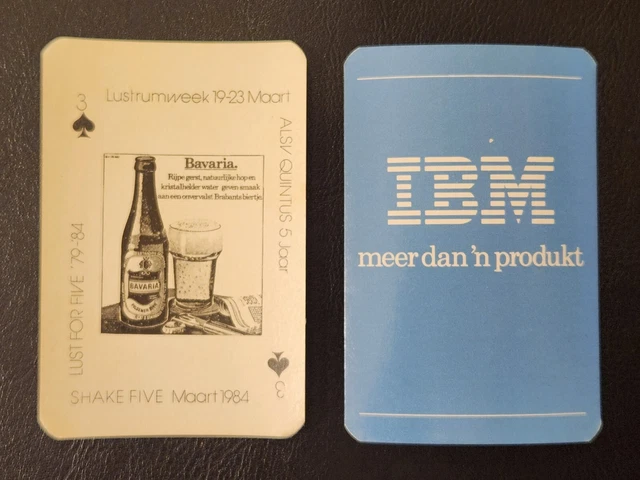 3
Lustrumweek 19-23 Maart
ALSV QUINTUS 5 jaar
Bavaria.
Rijpe gerst, natuurlijke hop en
kristalhelder water geven smaak
aan een onvervalst Brabants biertje.
BAVARIA
LUST FOR FIVE '79-'84
SHAKE FIVE Maart 1984
3
IBM
meer dan 'n produkt